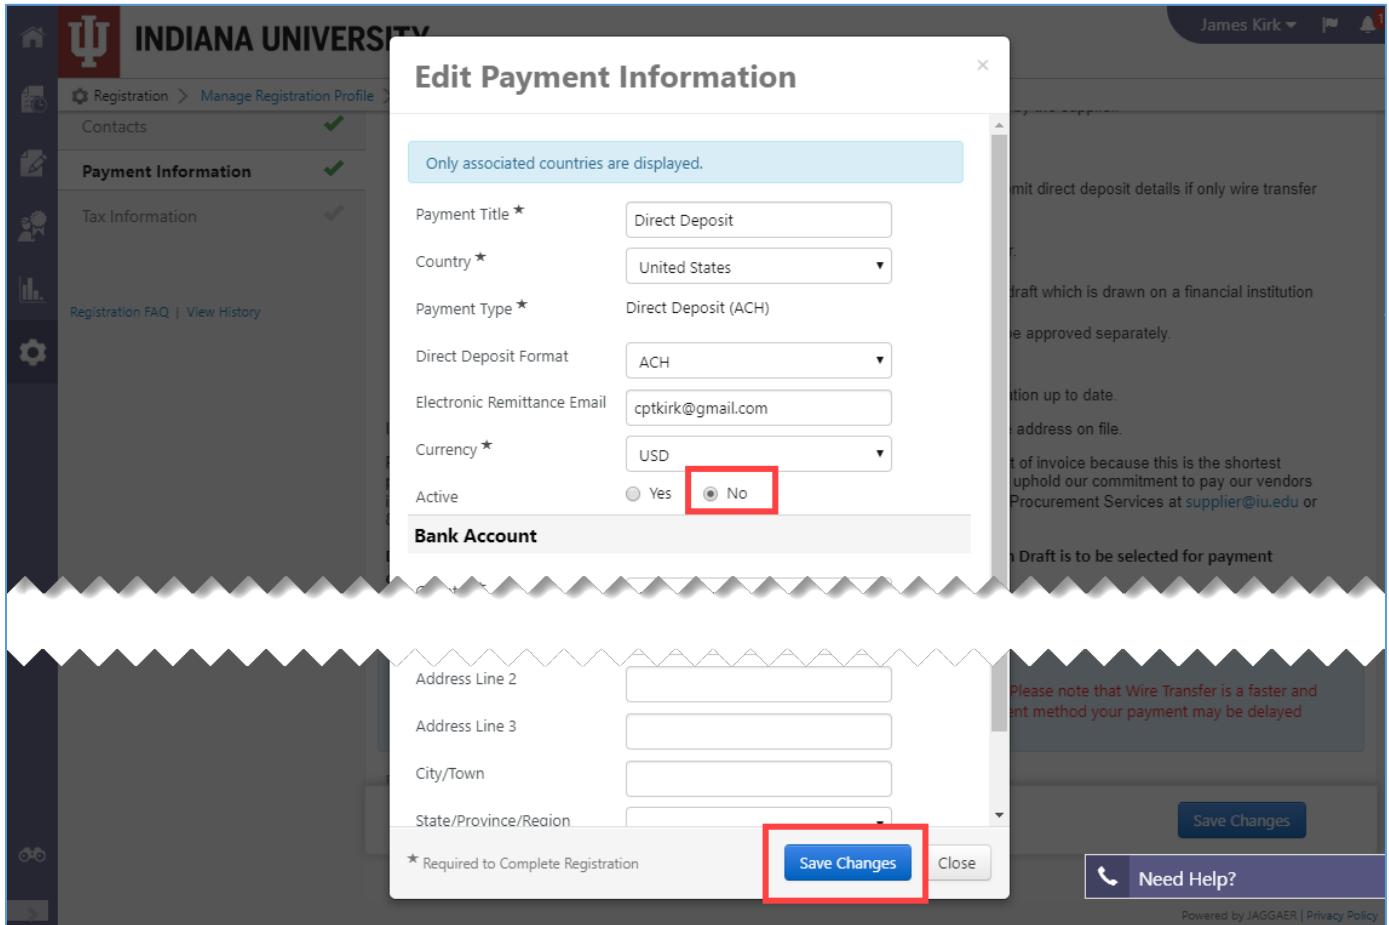 INDIANA UNIVERSITY
James Kirk
1
Registration > Manage Registration Profile >
Contacts
Payment Information
Tax Information
Registration FAQ | View History
Edit Payment Information
×
Only associated countries are displayed.
Payment Title ★ Direct Deposit
Country ★ United States
Payment Type ★ Direct Deposit (ACH)
Direct Deposit Format ACH
Electronic Remittance Email cptkirk@gmail.com
Currency ★ USD
Active Yes No
Bank Account
Address Line 2
Address Line 3
City/Town
State/Province/Region
★ Required to Complete Registration
Save Changes Close
mit direct deposit details if only wire transfer
draft which is drawn on a financial institution
be approved separately.
ation up to date.
address on file.
t of invoice because this is the shortest
uphold our commitment to pay our vendors
Procurement Services at supplier@iu.edu or
Draft is to be selected for payment
Please note that Wire Transfer is a faster and
ent method your payment may be delayed
Save Changes
Need Help?
Powered by JAGGAER | Privacy Policy